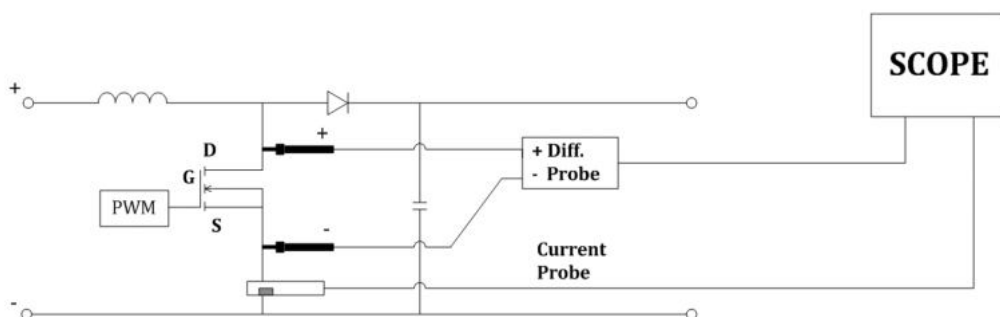 SCOPE
+
+
D
+ Diff.
- Probe
G
PWM
S
-
Current
Probe
-